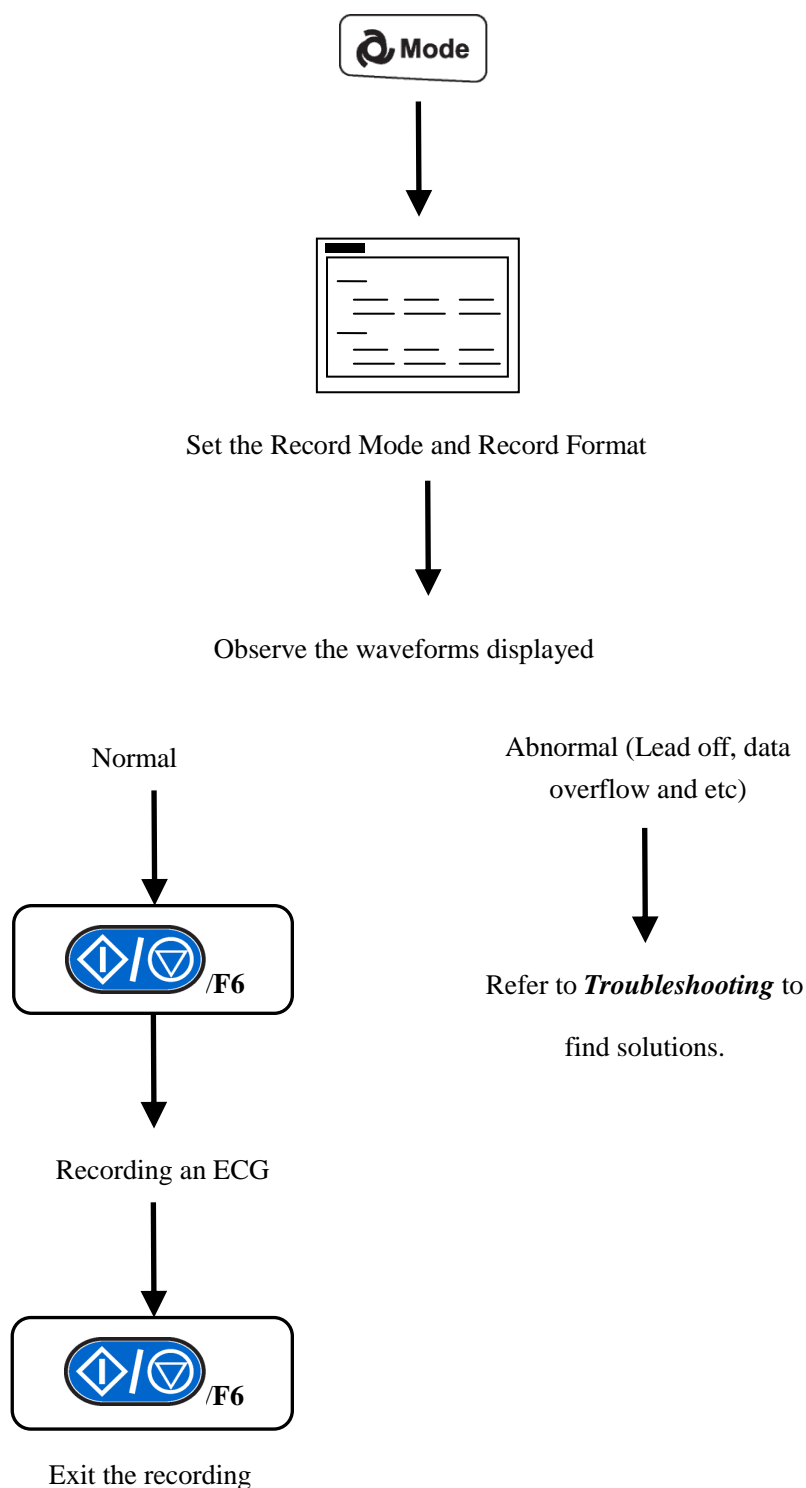 Mode
Set the Record Mode and Record Format
Observe the waveforms displayed
Normal
Abnormal (Lead off, data
overflow and etc)
/F6
Refer to Troubleshooting to
find solutions.
Recording an ECG
/F6
Exit the recording